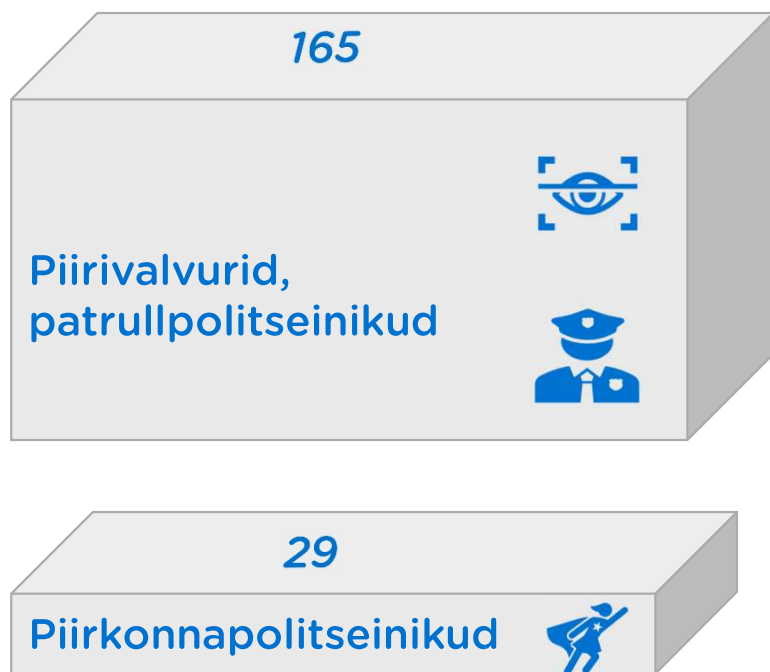 165
Piirivalvurid,
patrullpolitseinikud
29
Piirkonnapolitseinikud